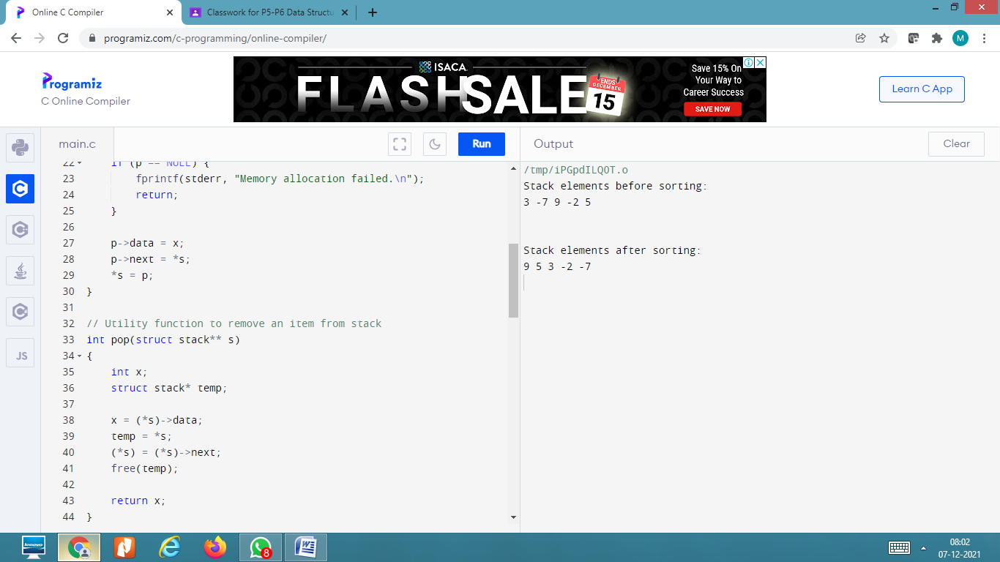 Online C Compiler
Classwork for P5-P6 Data Structu
programiz.com/c-programming/online-compiler/
M
Programiz
C Online Compiler
ISACA
FLASHSALE
ENDS
DECEMBER
15
Save 15% On
Your Way to
Career Success
SAVE NOW
Learn C App
main.c
Run
Output
Clear
22 if (p == NULL) {
23 fprintf(stderr, "Memory allocation failed.\n");
24 return;
25 }
26
27 p->data = x;
28 p->next = *s;
29 *s = p;
30 }
31
32 // Utility function to remove an item from stack
33 int pop(struct stack** s)
34 {
35 int x;
36 struct stack* temp;
37
38 x = (*s)->data;
39 temp = *s;
40 (*s) = (*s)->next;
41 free(temp);
42
43 return x;
44 }
/tmp/iPGpdILQOT.o
Stack elements before sorting:
3 -7 9 -2 5
Stack elements after sorting:
9 5 3 -2 -7
JS
lenovo
8
W
08:02
07-12-2021